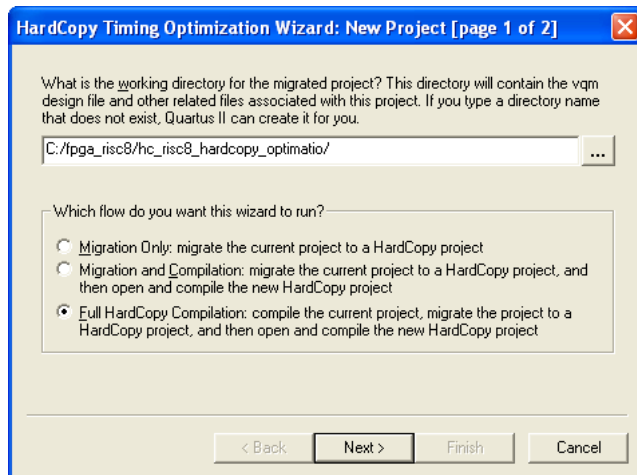 HardCopy Timing Optimization Wizard: New Project [page 1 of 2]
What is the working directory for the migrated project? This directory will contain the vqm
design file and other related files associated with this project. If you type a directory name
that does not exist, Quartus II can create it for you.
C:/fpga_risc8/hc_risc8_hardcopy_optimatio/
...
Which flow do you want this wizard to run?
Migration Only: migrate the current project to a HardCopy project
Migration and Compilation: migrate the current project to a HardCopy project, and
then open and compile the new HardCopy project
Full HardCopy Compilation: compile the current project, migrate the project to a
HardCopy project, and then open and compile the new HardCopy project
< Back Next > Finish Cancel